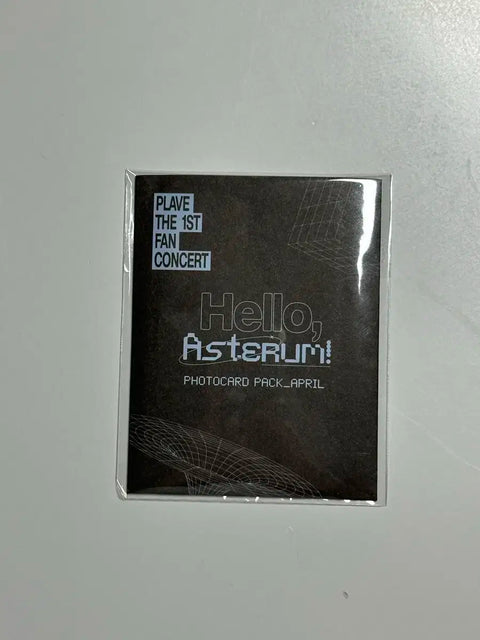 PLAVE
THE 1ST
FAN
CONCERT
Hello,
Asterum!
PHOTOCARD PACK_APRIL